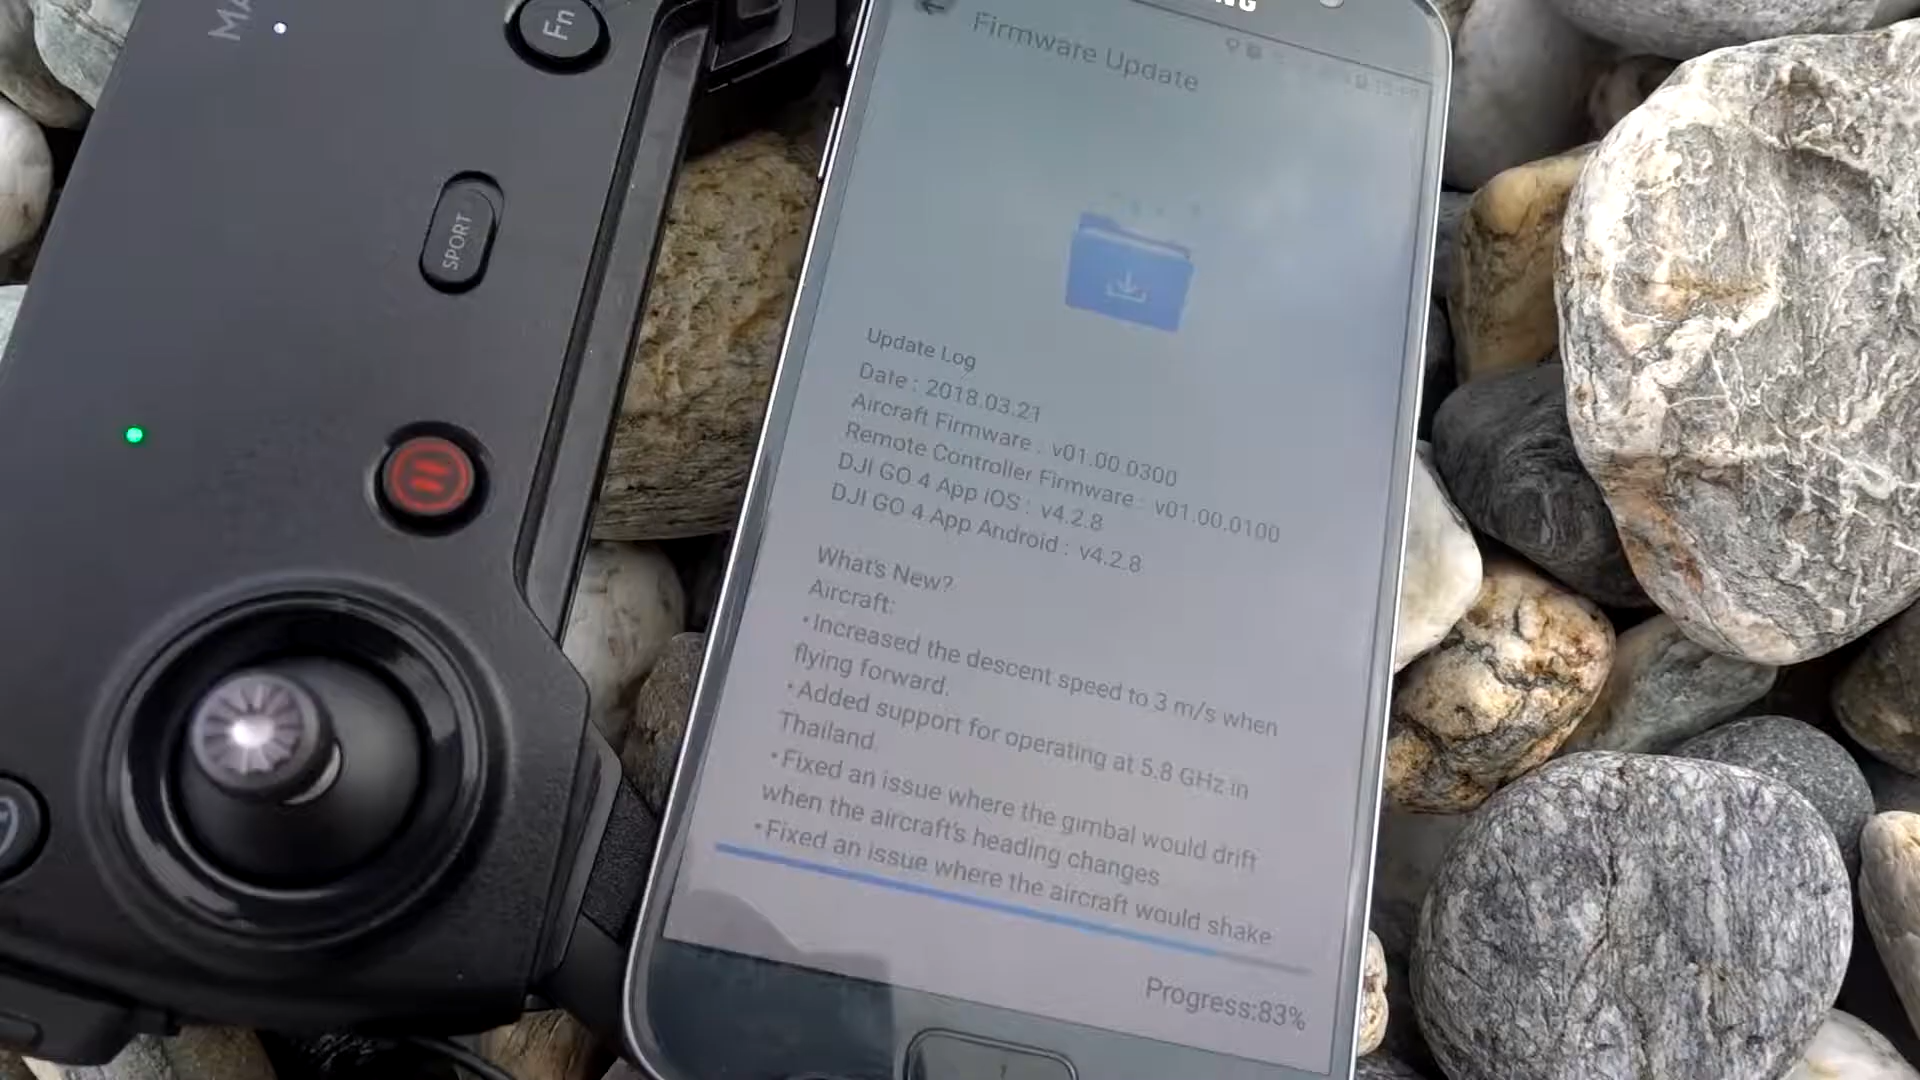 MA
Fn
SPORT
NG
Firmware Update
Update Log
Date : 2018.03.21
Aircraft Firmware : v01.00.0300
Remote Controller Firmware : v01.00.0100
DJI GO 4 App iOS : v4.2.8
DJI GO 4 App Android : v4.2.8
What's New?
Aircraft:
•Increased the descent speed to 3 m/s when
flying forward.
•Added support for operating at 5.8 GHz in
Thailand.
•Fixed an issue where the gimbal would drift
when the aircraft's heading changes
•Fixed an issue where the aircraft would shake
Progress:83%